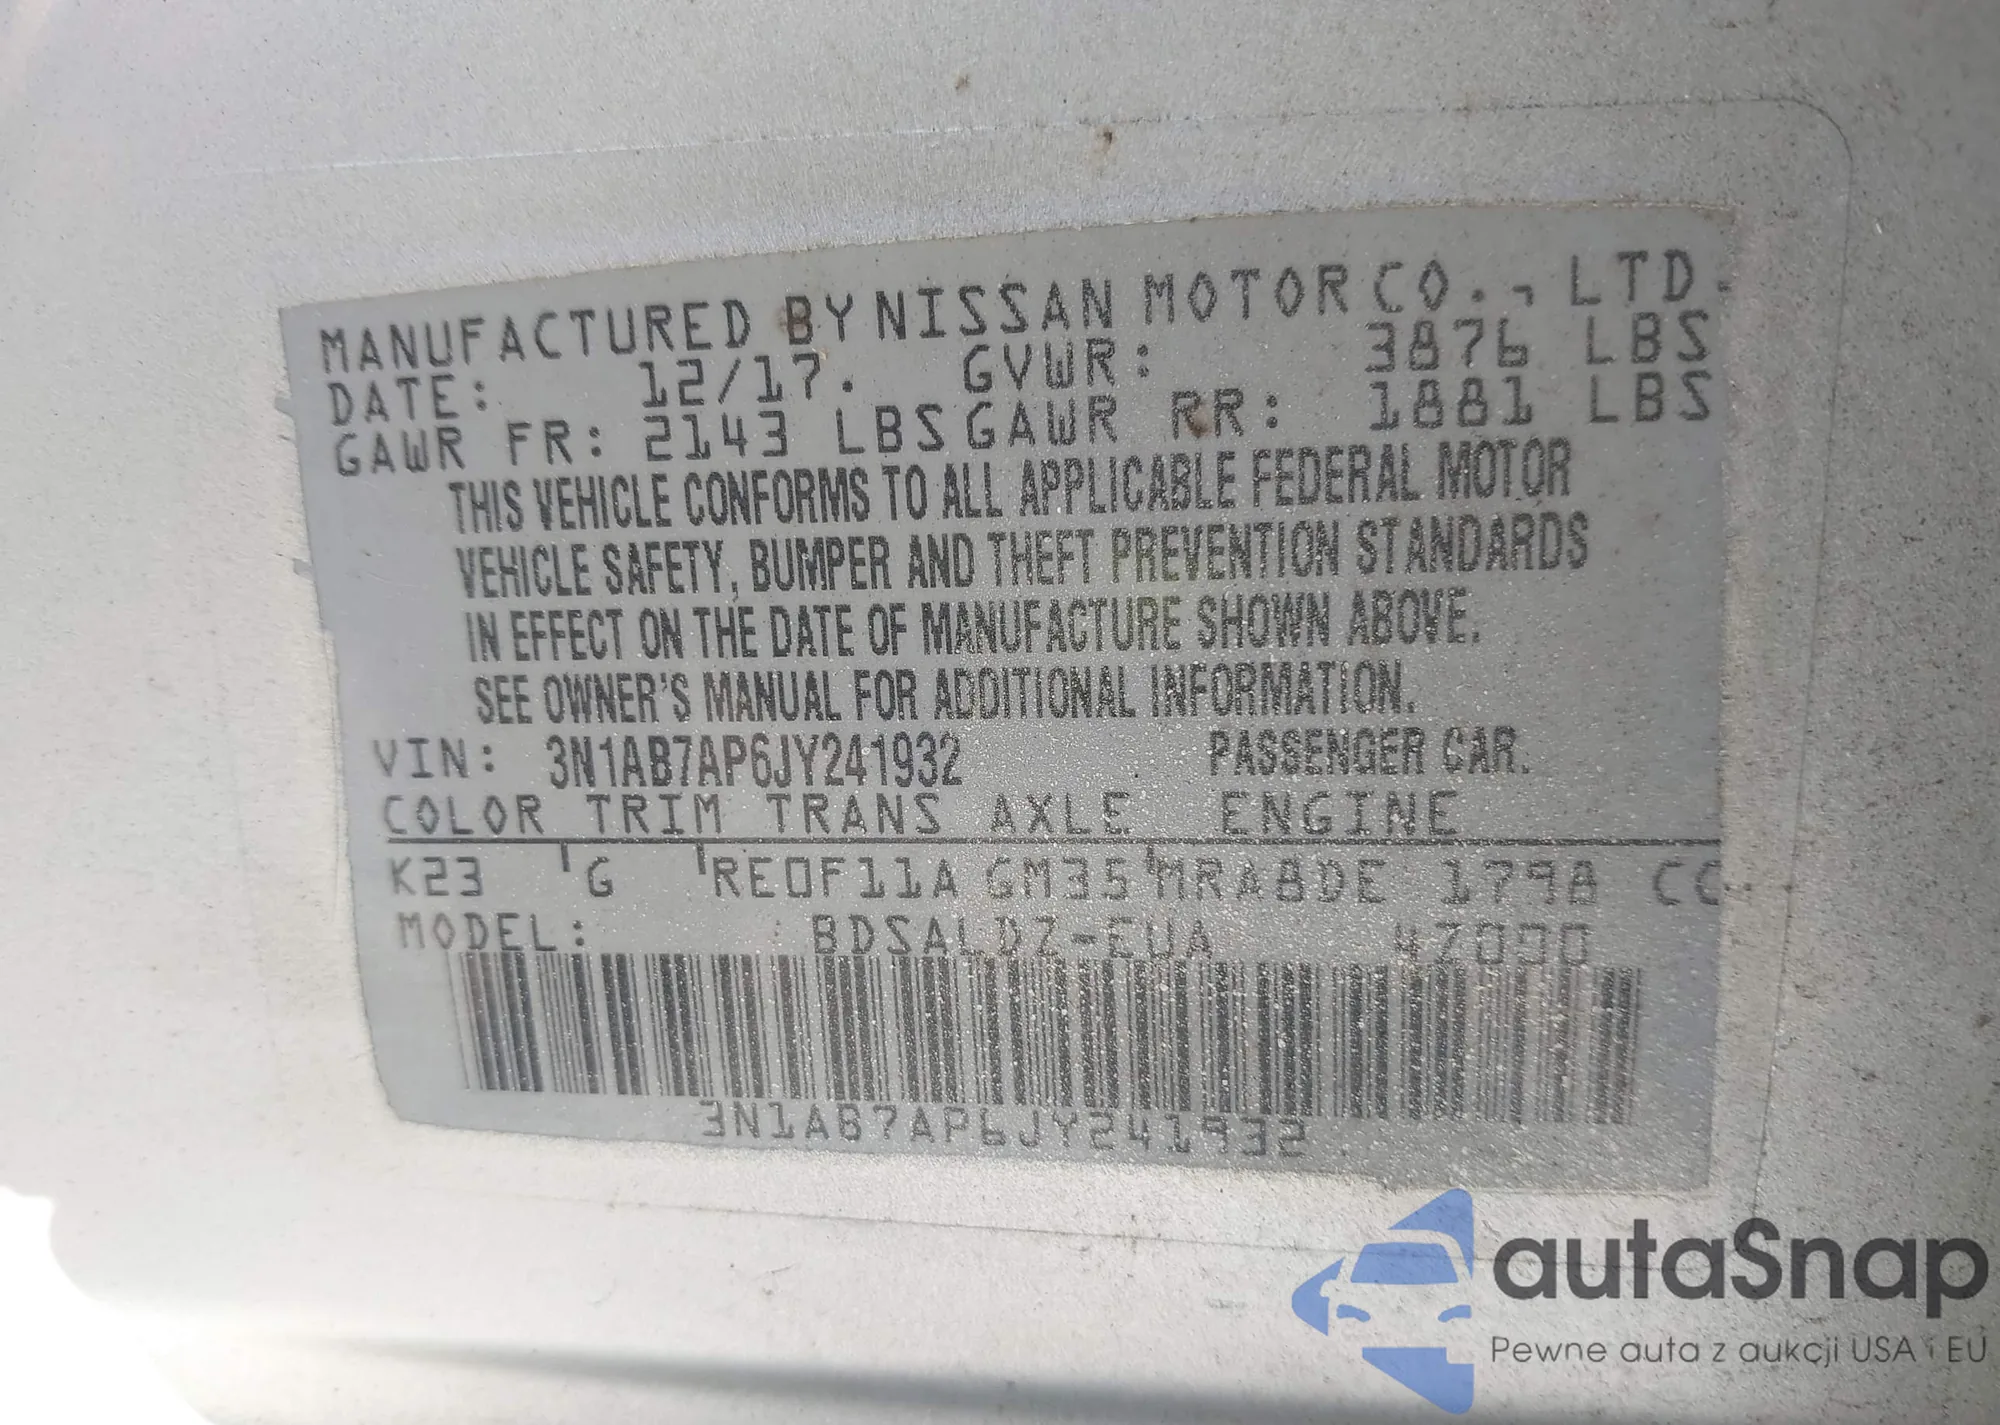 MANUFACTURED BY NISSAN MOTOR CO., LTD.
DATE: 12/17. GVWR: 3876 LBS
GAWR FR: 2143 LBS GAWR RR: 1881 LBS
THIS VEHICLE CONFORMS TO ALL APPLICABLE FEDERAL MOTOR
VEHICLE SAFETY, BUMPER AND THEFT PREVENTION STANDARDS
IN EFFECT ON THE DATE OF MANUFACTURE SHOWN ABOVE.
SEE OWNER'S MANUAL FOR ADDITIONAL INFORMATION.
VIN: 3N1AB7AP6JY241932 PASSENGER CAR.
COLOR TRIM TRANS AXLE ENGINE
K23 G RE0F11A GM35 MRA8DE 1798 CC
MODEL: BDSALDZ-EUA 4Z000
3N1AB7AP6JY241932
autaSnap
Pewne auta z aukcji USA i EU